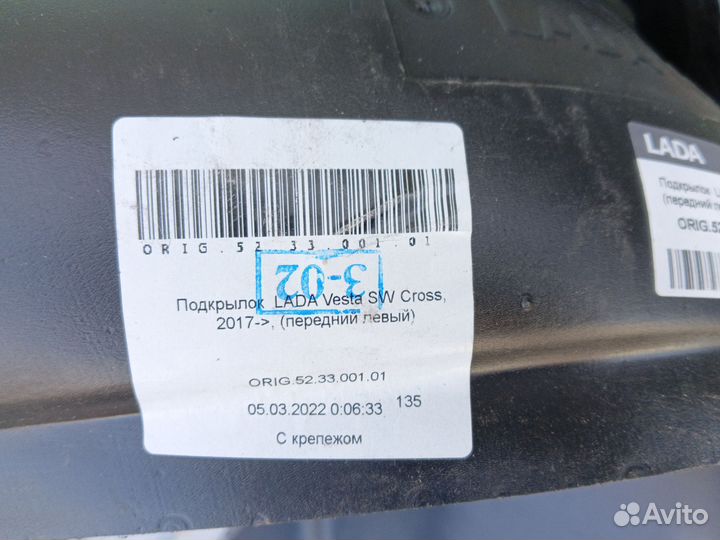 ORIG.52.33.001.01
3-02
Подкрылок LADA Vesta SW Cross,
2017->, (передний левый)
ORIG.52.33.001.01
05.03.2022 0:06:33 135
С крепежом
LADA
Подкрылок
(передний
ORIG.52
Avito